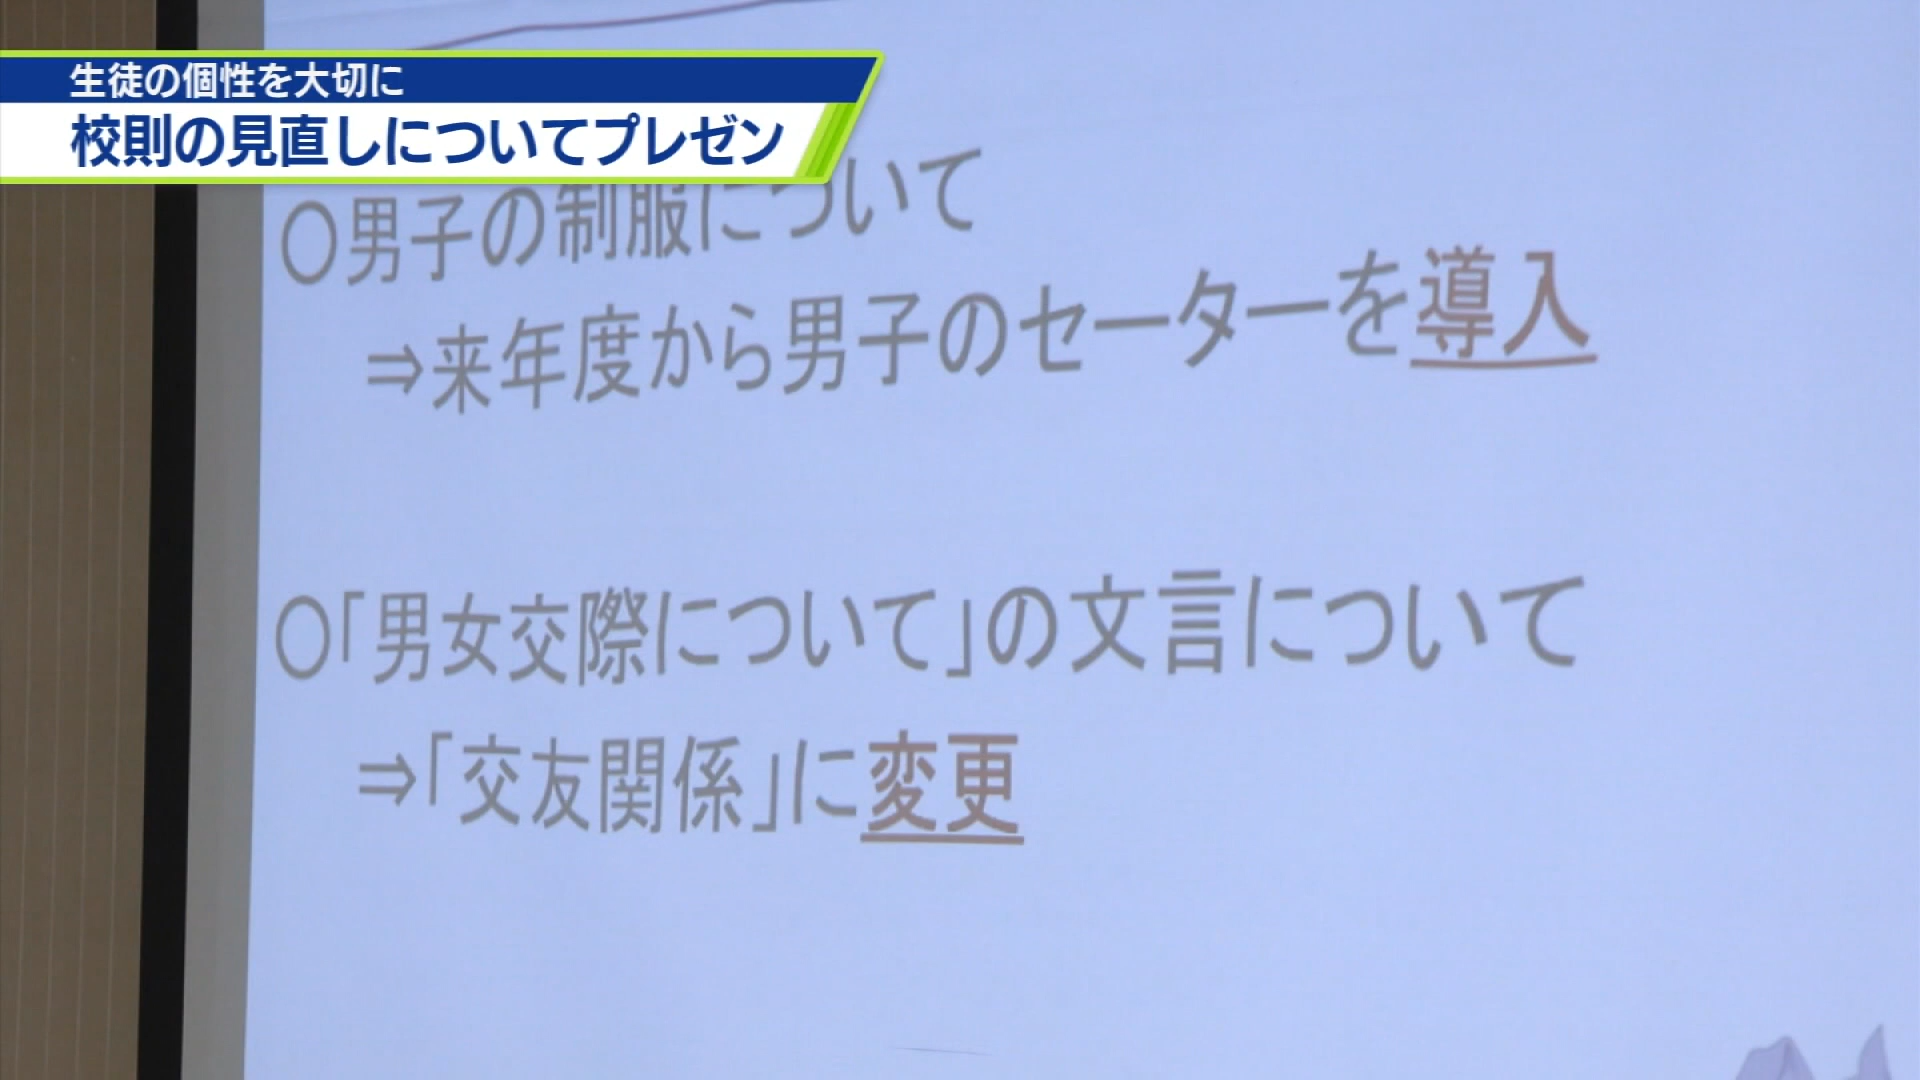 生徒の個性を大切に
校則の見直しについてプレゼン
○男子の制服について
⇒来年度から男子のセーターを導入
○「男女交際について」の文言について
⇒「交友関係」に変更